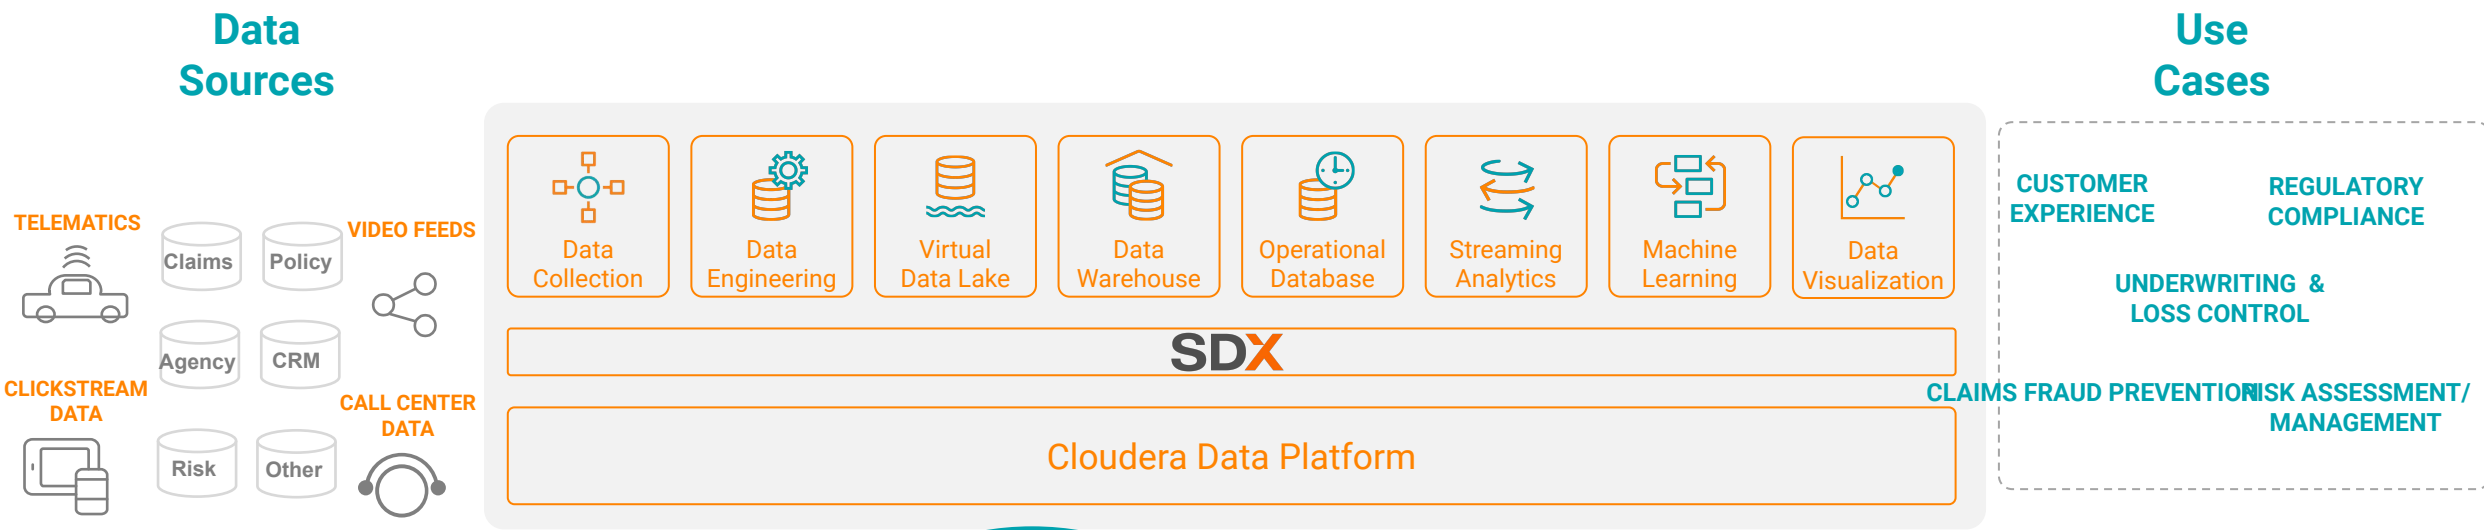 Data
Sources
Use
Cases
TELEMATICS
VIDEO FEEDS
Claims
Policy
Agency
CRM
CLICKSTREAM
DATA
CALL CENTER
DATA
Risk
Other
Data
Collection
Data
Engineering
Virtual
Data Lake
Data
Warehouse
Operational
Database
Streaming
Analytics
Machine
Learning
Data
Visualization
SDX
Cloudera Data Platform
CUSTOMER
EXPERIENCE
REGULATORY
COMPLIANCE
UNDERWRITING &
LOSS CONTROL
CLAIMS FRAUD PREVENTION
RISK ASSESSMENT/
MANAGEMENT